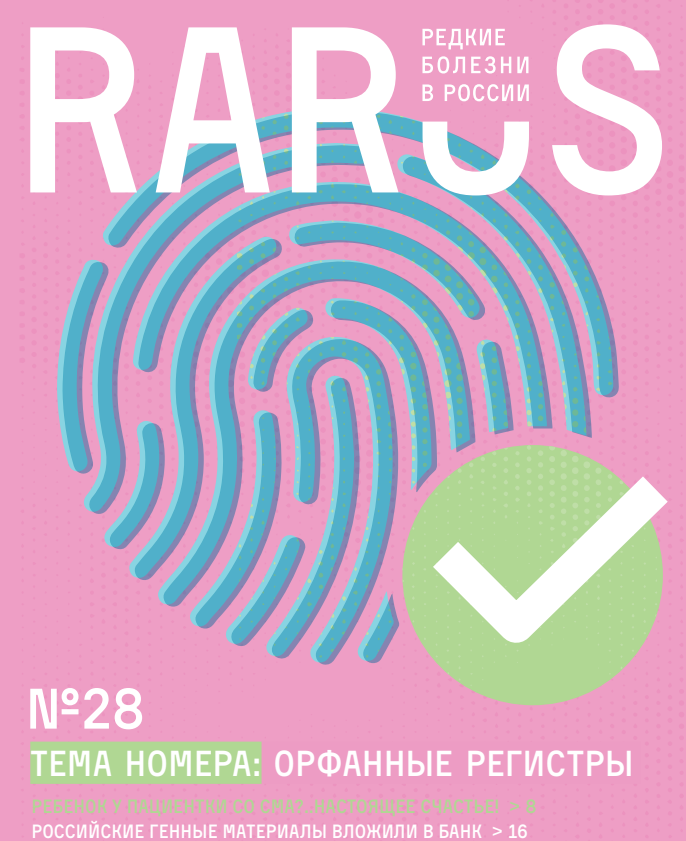 RARUS
РЕДКИЕ
БОЛЕЗНИ
В РОССИИ
№28
ТЕМА НОМЕРА: ОРФАННЫЕ РЕГИСТРЫ
РЕБЕНОК У ПАЦИЕНТКИ СО СМА?..НАСТОЯЩЕЕ СЧАСТЬЕ! > 8
РОССИЙСКИЕ ГЕННЫЕ МАТЕРИАЛЫ ВЛОЖИЛИ В БАНК > 16